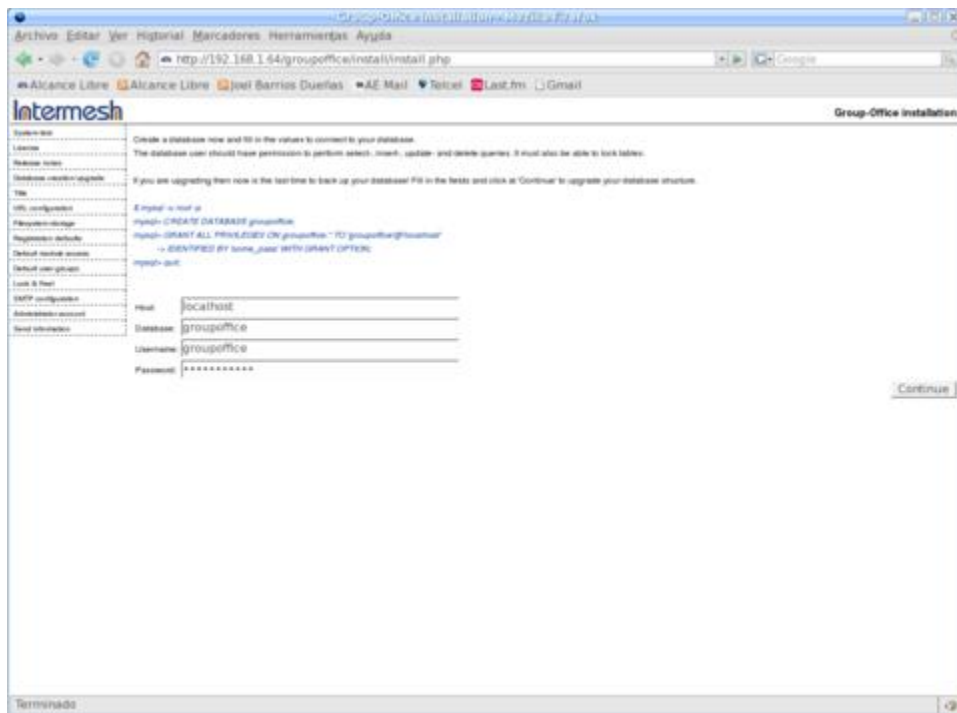 Group-Office installation - Mozilla Firefox
Archivo Editar Ver Historial Marcadores Herramientas Ayuda
http://192.168.1.64/groupoffice/install/install.php
Google
Alcance Libre Alcance Libre Joel Barrios Dueñas AE Mail Telcel Last.fm Gmail
Intermesh
Group-Office installation
System test
License
Release notes
Database creation/upgrade
Title
URL configuration
Filesystem storage
Registration defaults
Default module access
Default user groups
Look & Feel
SMTP configuration
Administrator account
Send information
Create a database now and fill in the values to connect to your database.
The database user should have permission to perform select-, insert-, update- and delete queries. It must also be able to lock tables.
If you are upgrading then now is the last time to back up your database! Fill in the fields and click at 'Continue' to upgrade your database structure.
$ mysql -u root -p
mysql> CREATE DATABASE groupoffice;
mysql> GRANT ALL PRIVILEGES ON groupoffice.* TO 'groupoffice'@'localhost'
-> IDENTIFIED BY 'some_pass' WITH GRANT OPTION;
mysql> quit;
Host: localhost
Database: groupoffice
Username: groupoffice
Password: ***********
Continue
Terminado